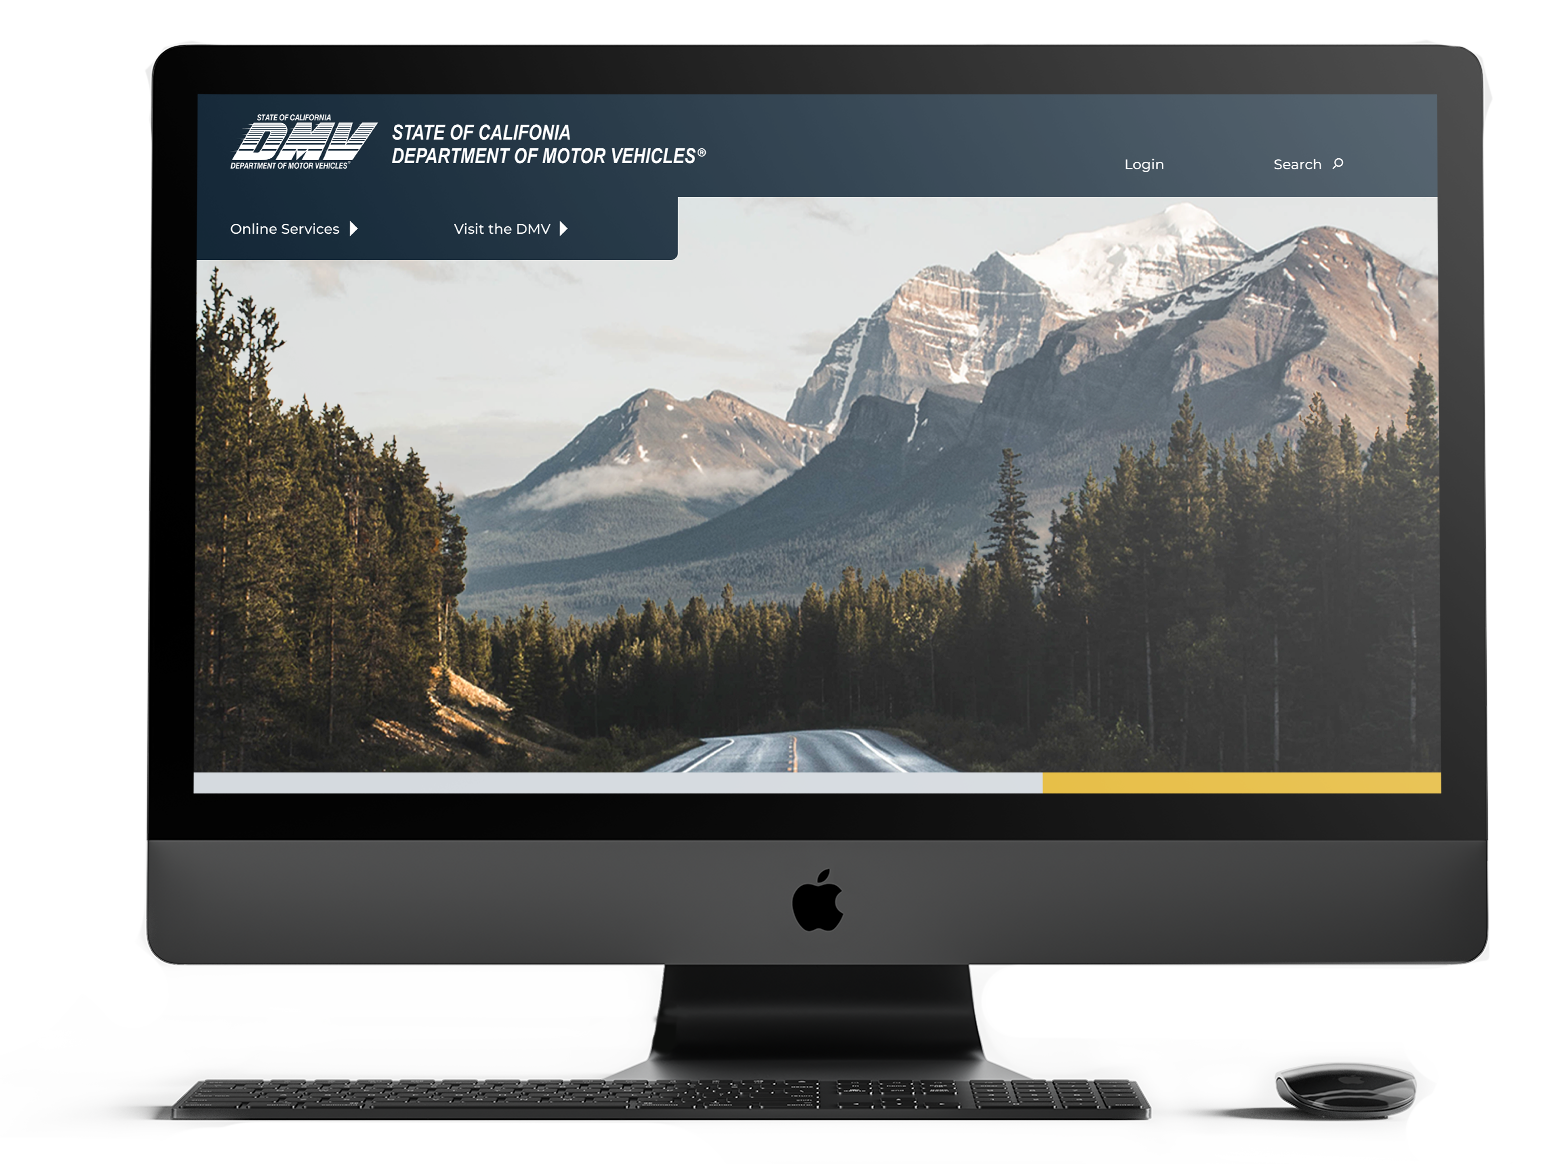 STATE OF CALIFORNIA
DMV
DEPARTMENT OF MOTOR VEHICLES
STATE OF CALIFONIA
DEPARTMENT OF MOTOR VEHICLES®
Login
Search
Online Services
Visit the DMV